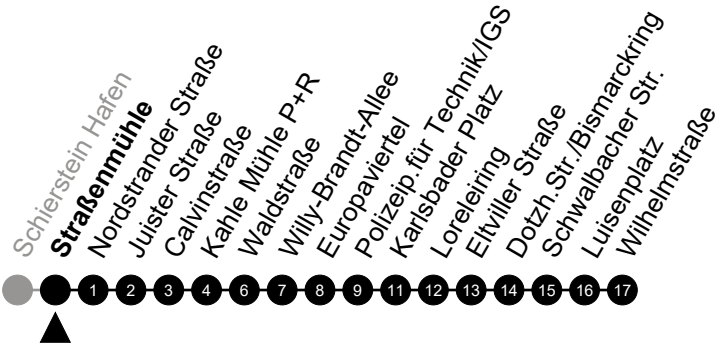 Schierstein Hafen
Straßenmühle
Nordstrander Straße
Juister Straße
Calvinstraße
Kahle Mühle P+R
Waldstraße
Willy-Brandt-Allee
Europaviertel
Polizeip. für Technik/IGS
Karlsbader Platz
Loreleiring
Eltviller Straße
Dotzh.Str./Bismarckring
Schwalbacher Str.
Luisenplatz
Wilhelmstraße
1 2 3 4 6 7 8 9 11 12 13 14 15 16 17